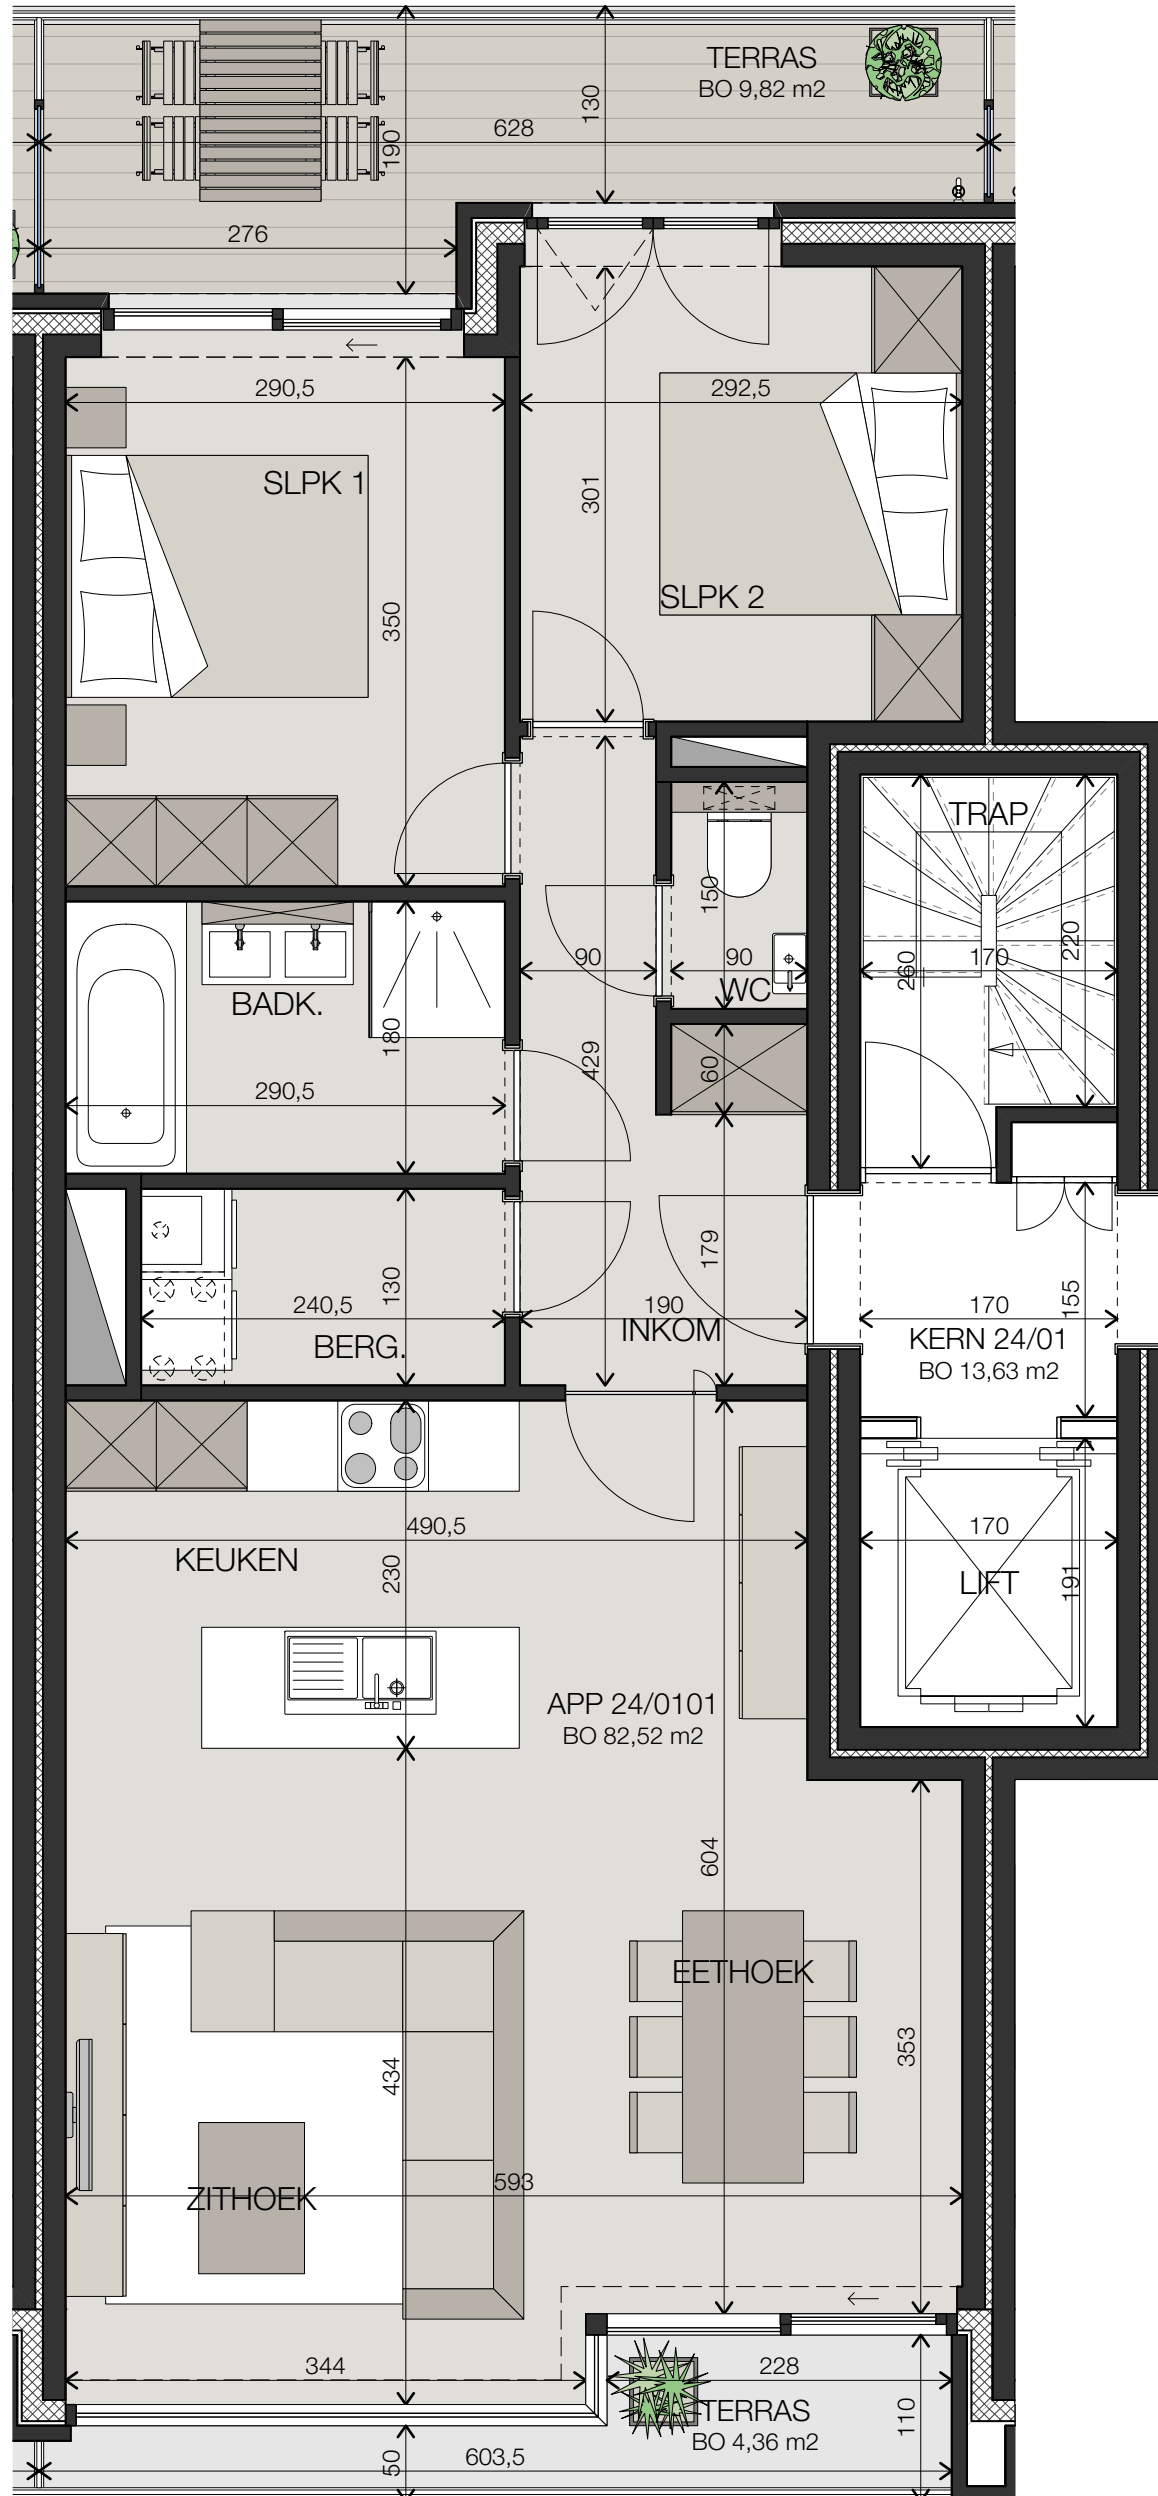 TERRAS
BO 9,82 m2
130
190
628
276
290,5
292,5
SLPK 1
301
350
SLPK 2
TRAP
150
90
90
WC
260
170
220
BADK.
180
429
60
290,5
179
130
240,5
190
155
170
BERG.
INKOM
KERN 24/01
BO 13,63 m2
490,5
170
KEUKEN
230
LIFT
191
APP 24/0101
BO 82,52 m2
604
EETHOEK
353
434
593
ZITHOEK
344
228
TERRAS
BO 4,36 m2
110
50
603,5